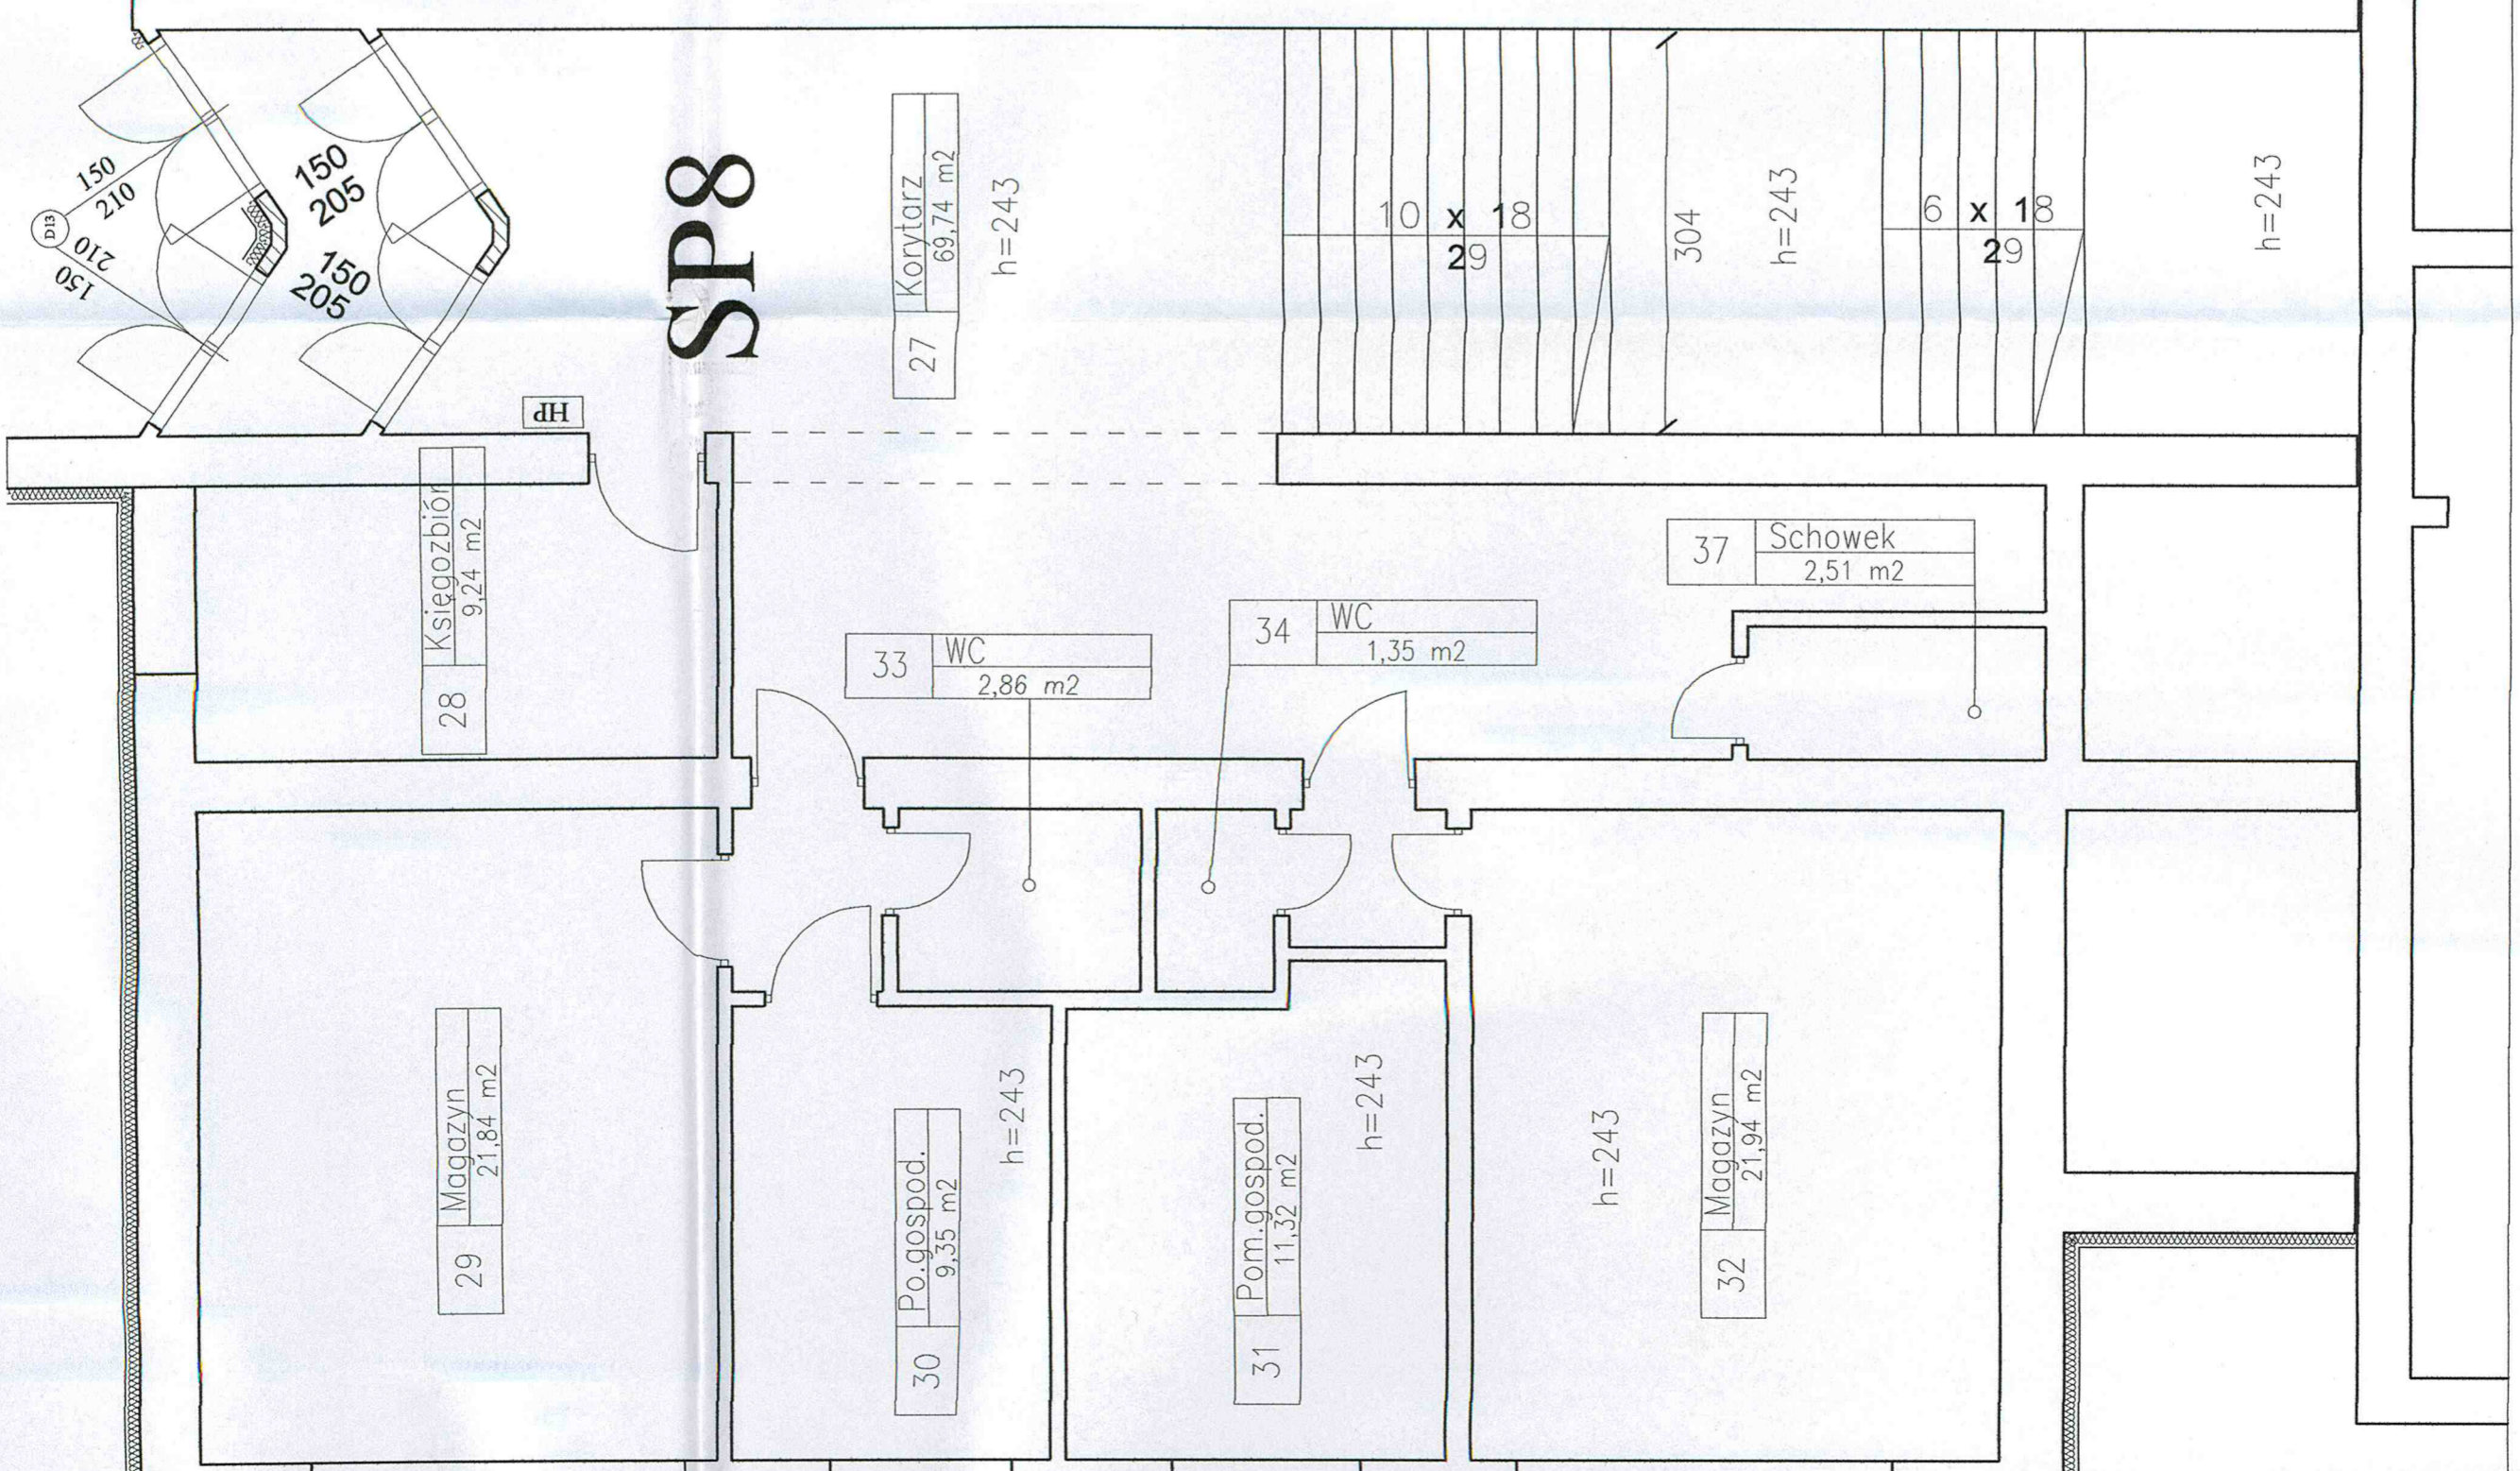 150
210
D13
210
150
150
205
150
205
SP8
HP
27
Korytarz
69,74 m2
h=243
10 x 18
29
304
h=243
6 x 18
29
h=243
28
Księgozbiór
9,24 m2
37
Schowek
2,51 m2
33
WC
2,86 m2
34
WC
1,35 m2
29
Magazyn
21,84 m2
30
Po.gospod.
9,35 m2
h=243
31
Pom.gospod.
11,32 m2
h=243
h=243
32
Magazyn
21,94 m2